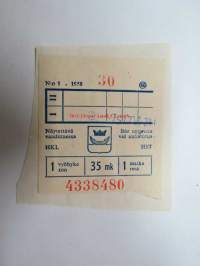 N:o 1 - 1958 30
II
I
Näytettävä vaadittaessa
Bör uppvisas vid anfordran
HKL
HST
1 vyöhyke zon
35 mk
1 matka resa
4338480